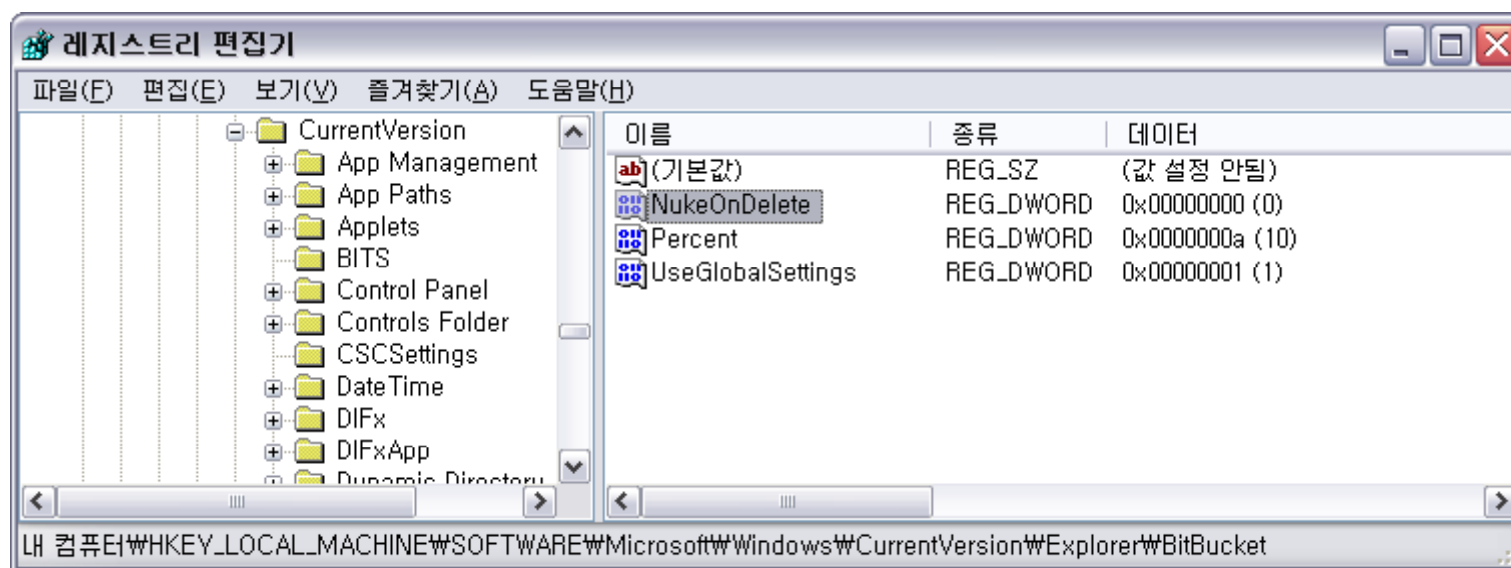 레지스트리 편집기
파일(F) 편집(E) 보기(V) 즐겨찾기(A) 도움말(H)
CurrentVersion
App Management
App Paths
Applets
BITS
Control Panel
Controls Folder
CSCSettings
DateTime
DIFx
DIFxApp
Dynamic Directory
이름 종류 데이터
(기본값) REG_SZ (값 설정 안됨)
NukeOnDelete REG_DWORD 0x00000000 (0)
Percent REG_DWORD 0x0000000a (10)
UseGlobalSettings REG_DWORD 0x00000001 (1)
내 컴퓨터₩HKEY_LOCAL_MACHINE₩SOFTWARE₩Microsoft₩Windows₩CurrentVersion₩Explorer₩BitBucket